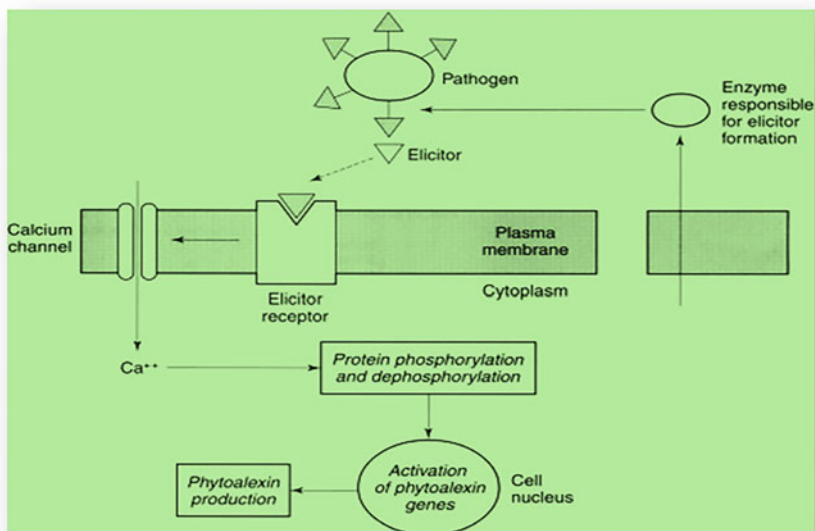 Pathogen
Enzyme
responsible
for elicitor
formation
Elicitor
Calcium
channel
Plasma
membrane
Cytoplasm
Elicitor
receptor
Ca⁺⁺
Protein phosphorylation
and dephosphorylation
Activation
of phytoalexin
genes
Cell
nucleus
Phytoalexin
production